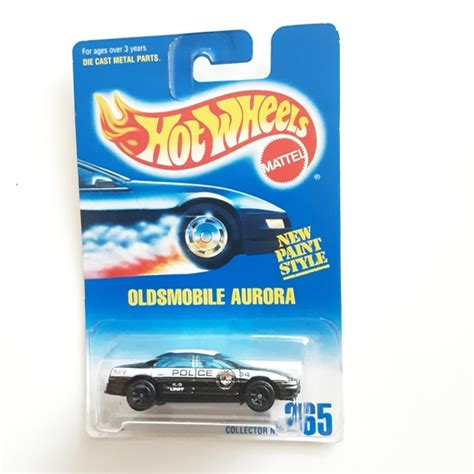 For ages over 3 years.
DIE CAST METAL PARTS.
HOT WHEELS
MATTEL
®
NEW
PAINT
STYLE
OLDSMOBILE AURORA
POLICE
K-9
UNIT
COLLECTOR
265